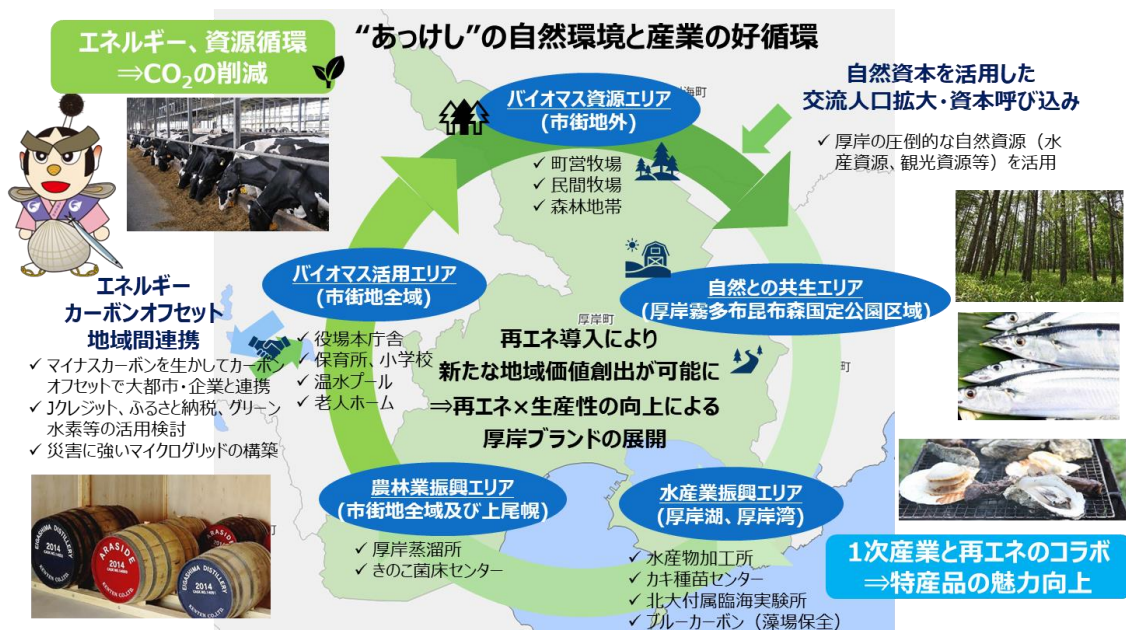 “あっけし”の自然環境と産業の好循環
エネルギー、資源循環
⇒CO₂の削減
バイオマス資源エリア
(市街地外)
✓ 町営牧場
✓ 民間牧場
✓ 森林地帯
自然資本を活用した
交流人口拡大・資本呼び込み
✓ 厚岸の圧倒的な自然資源（水
産資源、観光資源等）を活用
バイオマス活用エリア
(市街地全域)
✓ 役場本庁舎
✓ 保育所、小学校
✓ 温水プール
✓ 老人ホーム
自然との共生エリア
(厚岸霧多布昆布森国定公園区域)
エネルギー
カーボンオフセット
地域間連携
✓ マイナスカーボンを生かしてカーボン
オフセットで大都市・企業と連携
✓ Jクレジット、ふるさと納税、グリーン
水素等の活用検討
✓ 災害に強いマイクログリッドの構築
厚岸町
再エネ導入により
新たな地域価値創出が可能に
⇒再エネ×生産性の向上による
厚岸ブランドの展開
町
農林業振興エリア
(市街地全域及び上尾幌)
✓ 厚岸蒸溜所
✓ きのこ菌床センター
水産業振興エリア
(厚岸湖、厚岸湾)
✓ 水産物加工所
✓ カキ種苗センター
✓ 北大付属臨海実験所
✓ ブルーカーボン（藻場保全）
1次産業と再エネのコラボ
⇒特産品の魅力向上
EIGASHIMA DISTILLERY
2014
KENTEN CO.,LTD.
ARASIDE
2014
KENTEN CO.,LTD.
EIGASHIMA DISTILLERY
2014
KENTEN CO.,LTD.